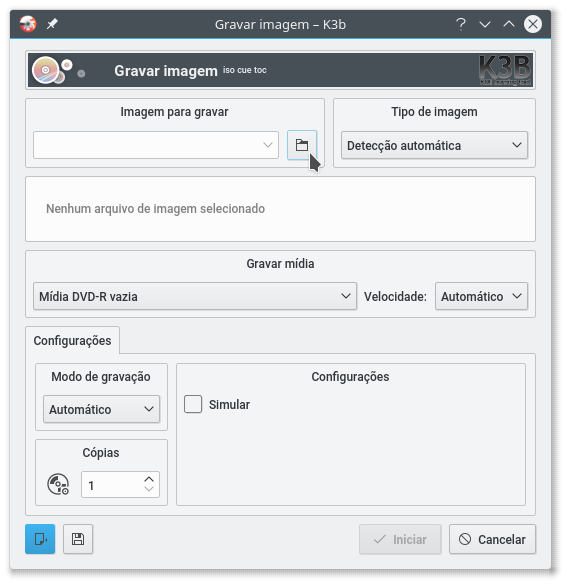 Gravar imagem – K3b
Gravar imagem iso cue toc
K3B
Imagem para gravar
Tipo de imagem
Detecção automática
Nenhum arquivo de imagem selecionado
Gravar mídia
Mídia DVD-R vazia
Velocidade:
Automático
Configurações
Modo de gravação
Automático
Configurações
Simular
Cópias
1
Iniciar
Cancelar